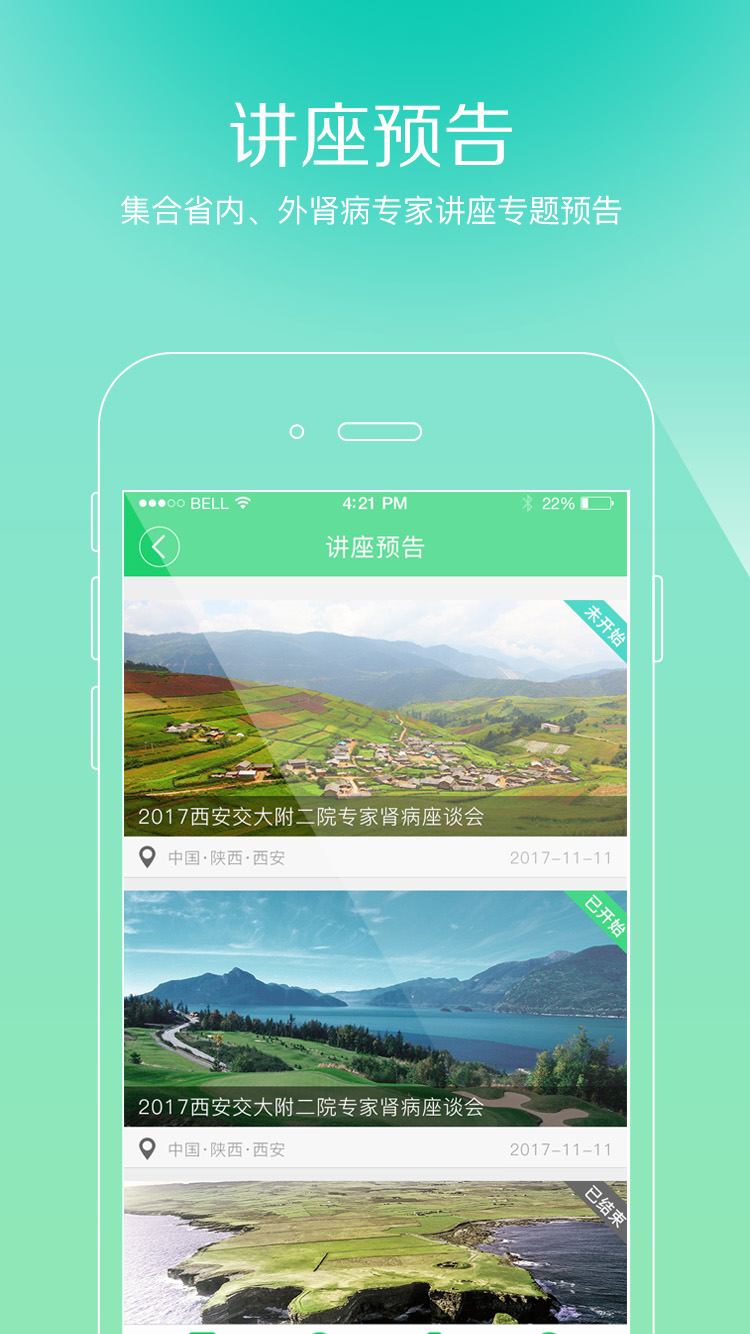 讲座预告
集合省内、外肾病专家讲座专题预告
BELL 4:21 PM 22%
讲座预告
未开始
2017西安交大附二院专家肾病座谈会
中国·陕西·西安 2017-11-11
已开始
2017西安交大附二院专家肾病座谈会
中国·陕西·西安 2017-11-11
已结束